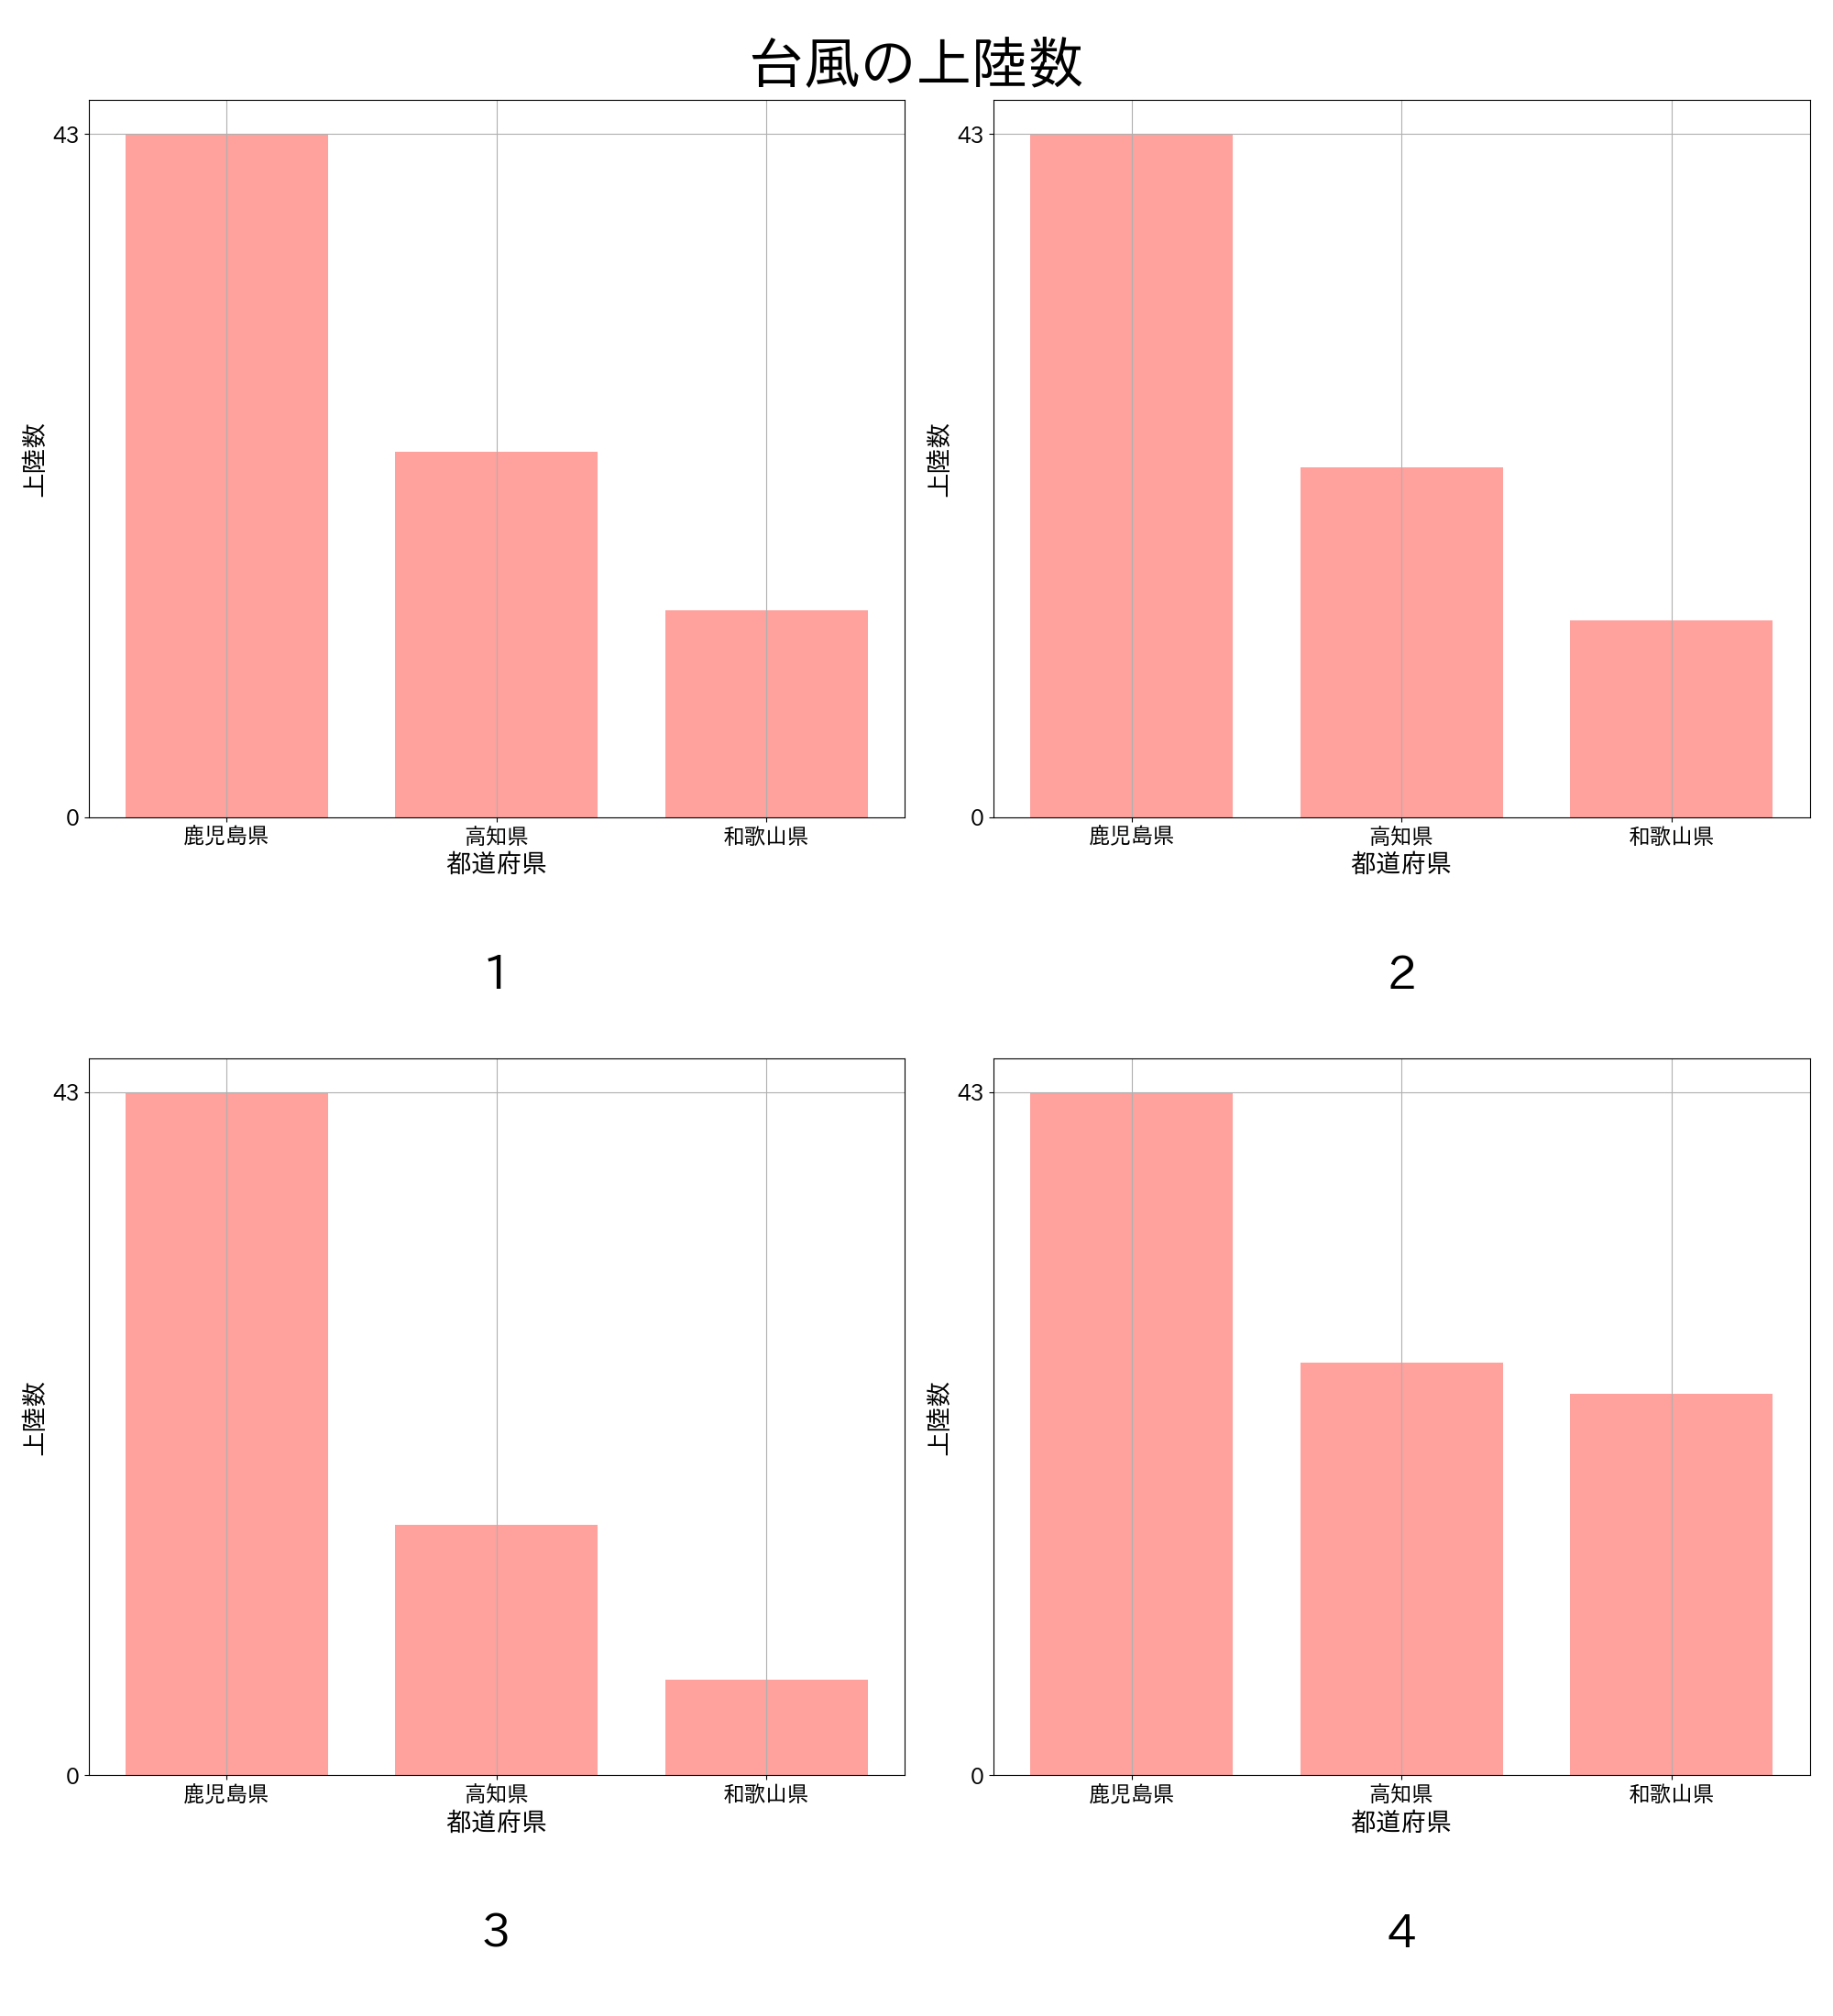 台風の上陸数
43
0
上陸数
鹿児島県 高知県 和歌山県
都道府県
1
43
0
上陸数
鹿児島県 高知県 和歌山県
都道府県
2
43
0
上陸数
鹿児島県 高知県 和歌山県
都道府県
3
43
0
上陸数
鹿児島県 高知県 和歌山県
都道府県
4